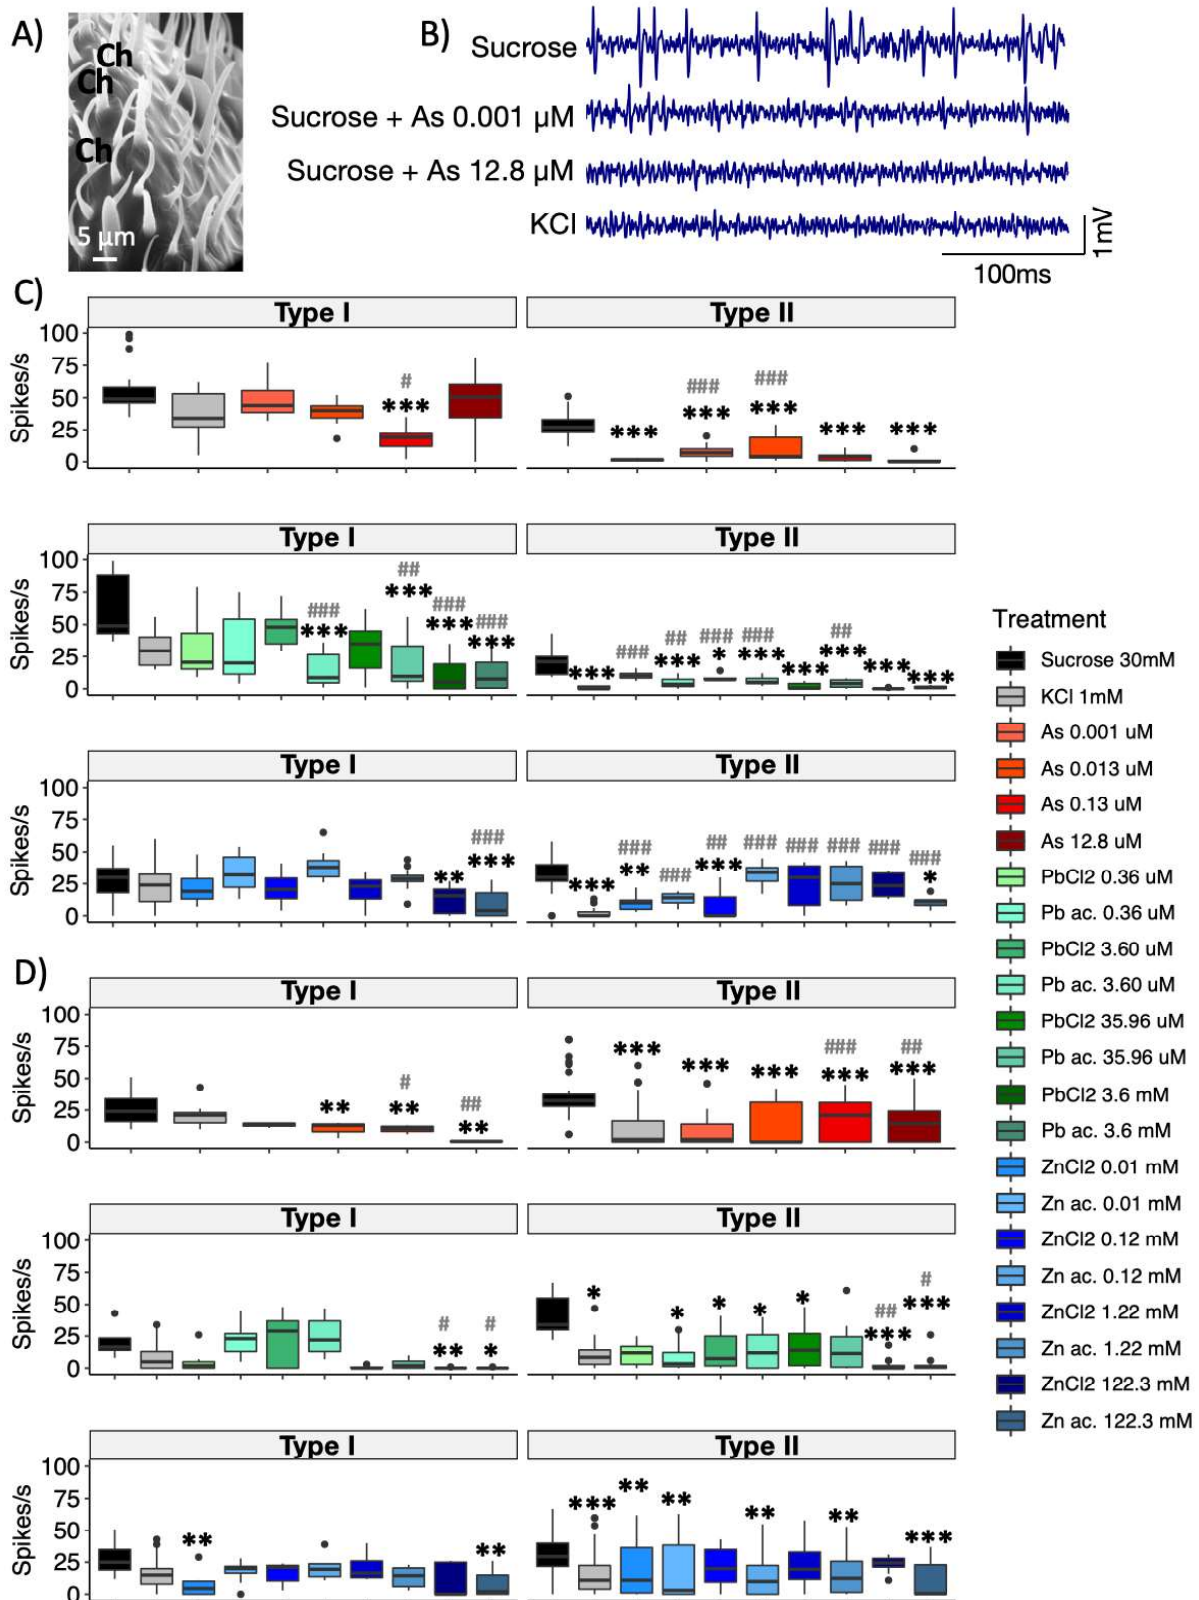 A)
Ch
Ch
Ch
5 µm
B)
Sucrose
Sucrose + As 0.001 µM
Sucrose + As 12.8 µM
KCl
1mV
100ms
C)
Type I
Type II
Spikes/s
100
75
50
25
0
#
***
***
###
***
###
***
***
***
Type I
Type II
Spikes/s
100
75
50
25
0
###
***
##
***
###
***
###
***
***
###
##
***
###
*
###
***
***
##
***
***
***
Type I
Type II
Spikes/s
100
75
50
25
0
**
###
***
***
###
**
###
##
***
###
###
###
###
###
*
D)
Type I
Type II
Spikes/s
100
75
50
25
0
**
#
**
##
**
***
***
***
###
***
##
***
Type I
Type II
Spikes/s
100
75
50
25
0
#
**
#
*
*
*
*
*
*
##
***
#
***
Type I
Type II
Spikes/s
100
75
50
25
0
**
**
***
**
**
**
**
***
Treatment
Sucrose 30mM
KCl 1mM
As 0.001 uM
As 0.013 uM
As 0.13 uM
As 12.8 uM
PbCl2 0.36 uM
Pb ac. 0.36 uM
PbCl2 3.60 uM
Pb ac. 3.60 uM
PbCl2 35.96 uM
Pb ac. 35.96 uM
PbCl2 3.6 mM
Pb ac. 3.6 mM
ZnCl2 0.01 mM
Zn ac. 0.01 mM
ZnCl2 0.12 mM
Zn ac. 0.12 mM
ZnCl2 1.22 mM
Zn ac. 1.22 mM
ZnCl2 122.3 mM
Zn ac. 122.3 mM